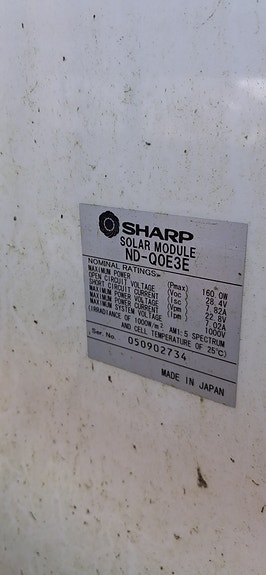 SHARP
SOLAR MODULE
ND-Q0E3E
NOMINAL RATINGS
MAXIMUM POWER (Pmax) 160.0W
OPEN CIRCUIT VOLTAGE (Voc) 28.4V
SHORT CIRCUIT CURRENT (Isc) .82A
MAXIMUM POWER VOLTAGE (Vpm) 22.8V
MAXIMUM POWER CURRENT (Ipm) 7.02A
MAXIMUM SYSTEM VOLTAGE 1000V
(IRRADIANCE OF 1000W/m² AM1.5 SPECTRUM
AND CELL TEMPERATURE OF 25℃)
Ser. No. 050902734
MADE IN JAPAN